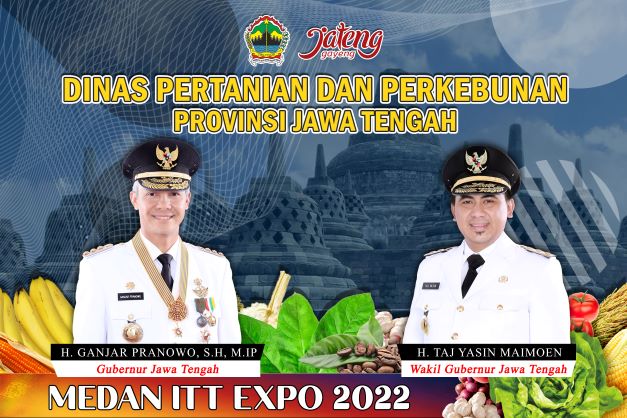 Jateng
gayeng
DINAS PERTANIAN DAN PERKEBUNAN
PROVINSI JAWA TENGAH
H. GANJAR PRANOWO, S.H, M.IP
Gubernur Jawa Tengah
H. TAJ YASIN MAIMOEN
Wakil Gubernur Jawa Tengah
MEDAN ITT EXPO 2022